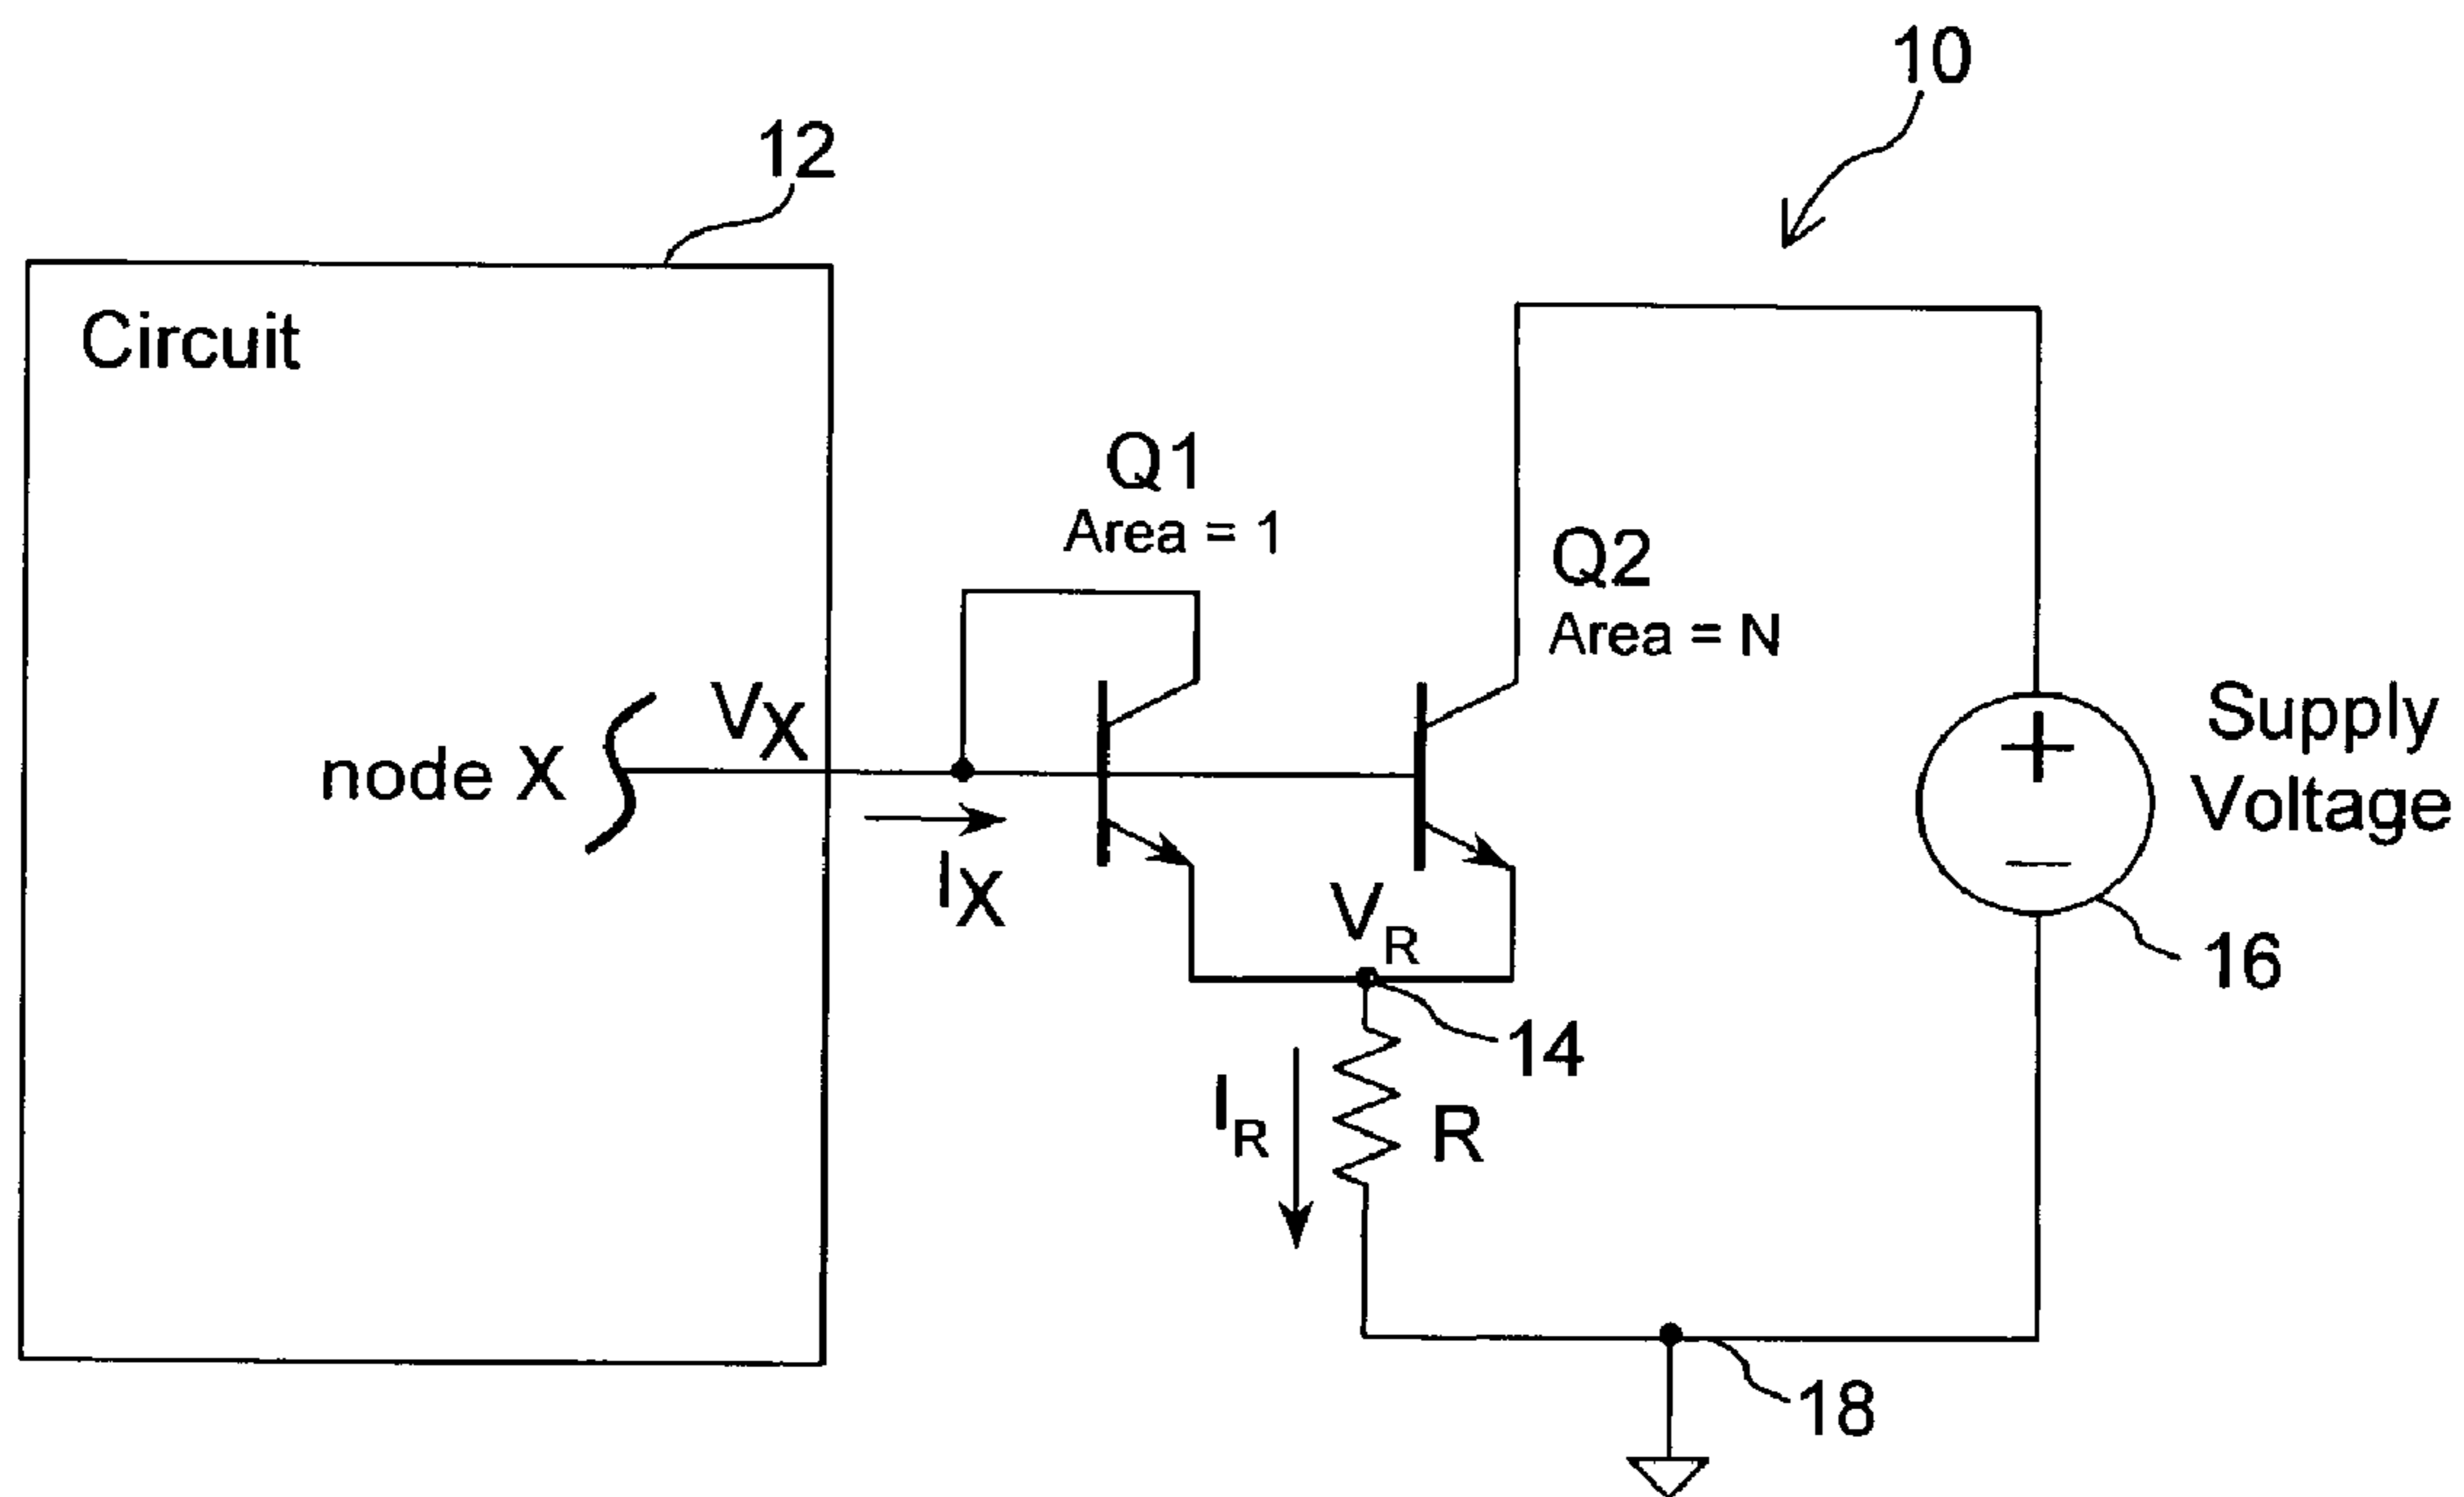 10
12
Circuit
Q1
Area = 1
Q2
Area = N
VX
node X
Supply
Voltage
+
−
IX
VR
16
14
IR
R
18